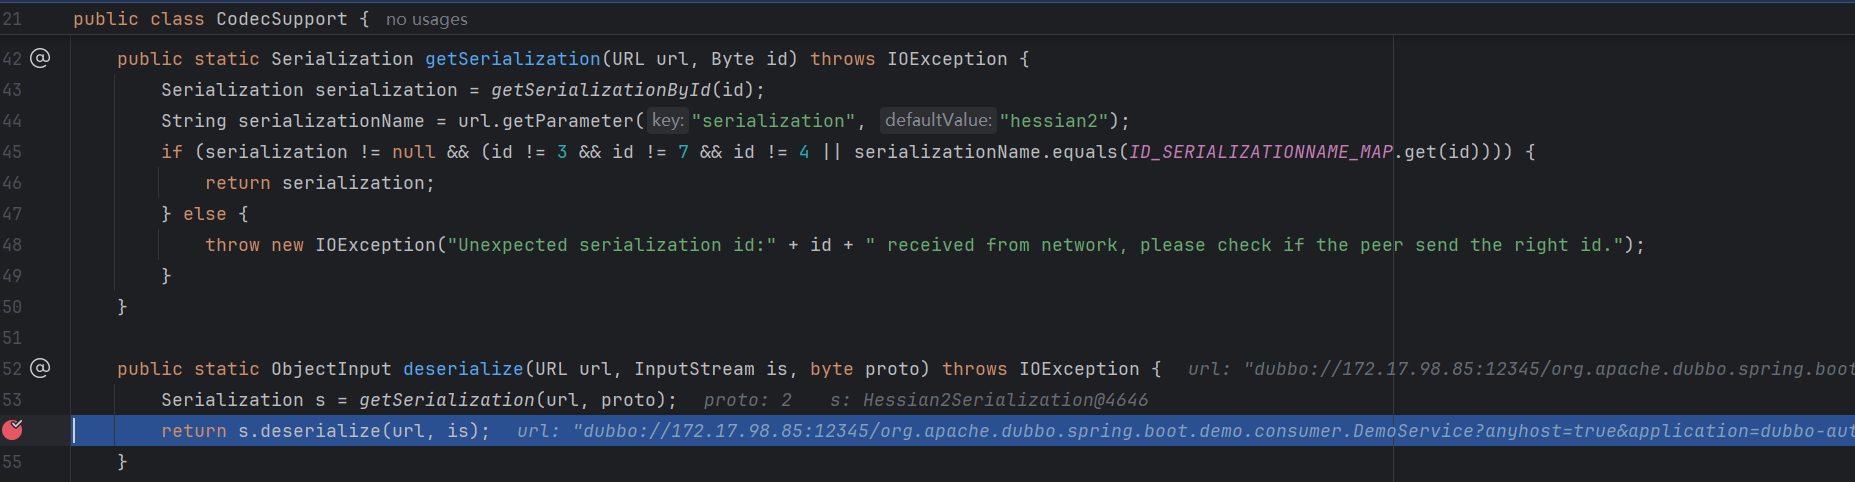 21 public class CodecSupport { no usages
42 @ public static Serialization getSerialization(URL url, Byte id) throws IOException {
43 Serialization serialization = getSerializationById(id);
44 String serializationName = url.getParameter( key: "serialization", defaultValue: "hessian2");
45 if (serialization != null && (id != 3 && id != 7 && id != 4 || serializationName.equals(ID_SERIALIZATIONNAME_MAP.get(id)))) {
46 return serialization;
47 } else {
48 throw new IOException("Unexpected serialization id:" + id + " received from network, please check if the peer send the right id.");
49 }
50 }
51
52 @ public static ObjectInput deserialize(URL url, InputStream is, byte proto) throws IOException { url: "dubbo://172.17.98.85:12345/org.apache.dubbo.spring.boot
53 Serialization s = getSerialization(url, proto); proto: 2 s: Hessian2Serialization@4646
return s.deserialize(url, is); url: "dubbo://172.17.98.85:12345/org.apache.dubbo.spring.boot.demo.consumer.DemoService?anyhost=true&application=dubbo-aut
55 }